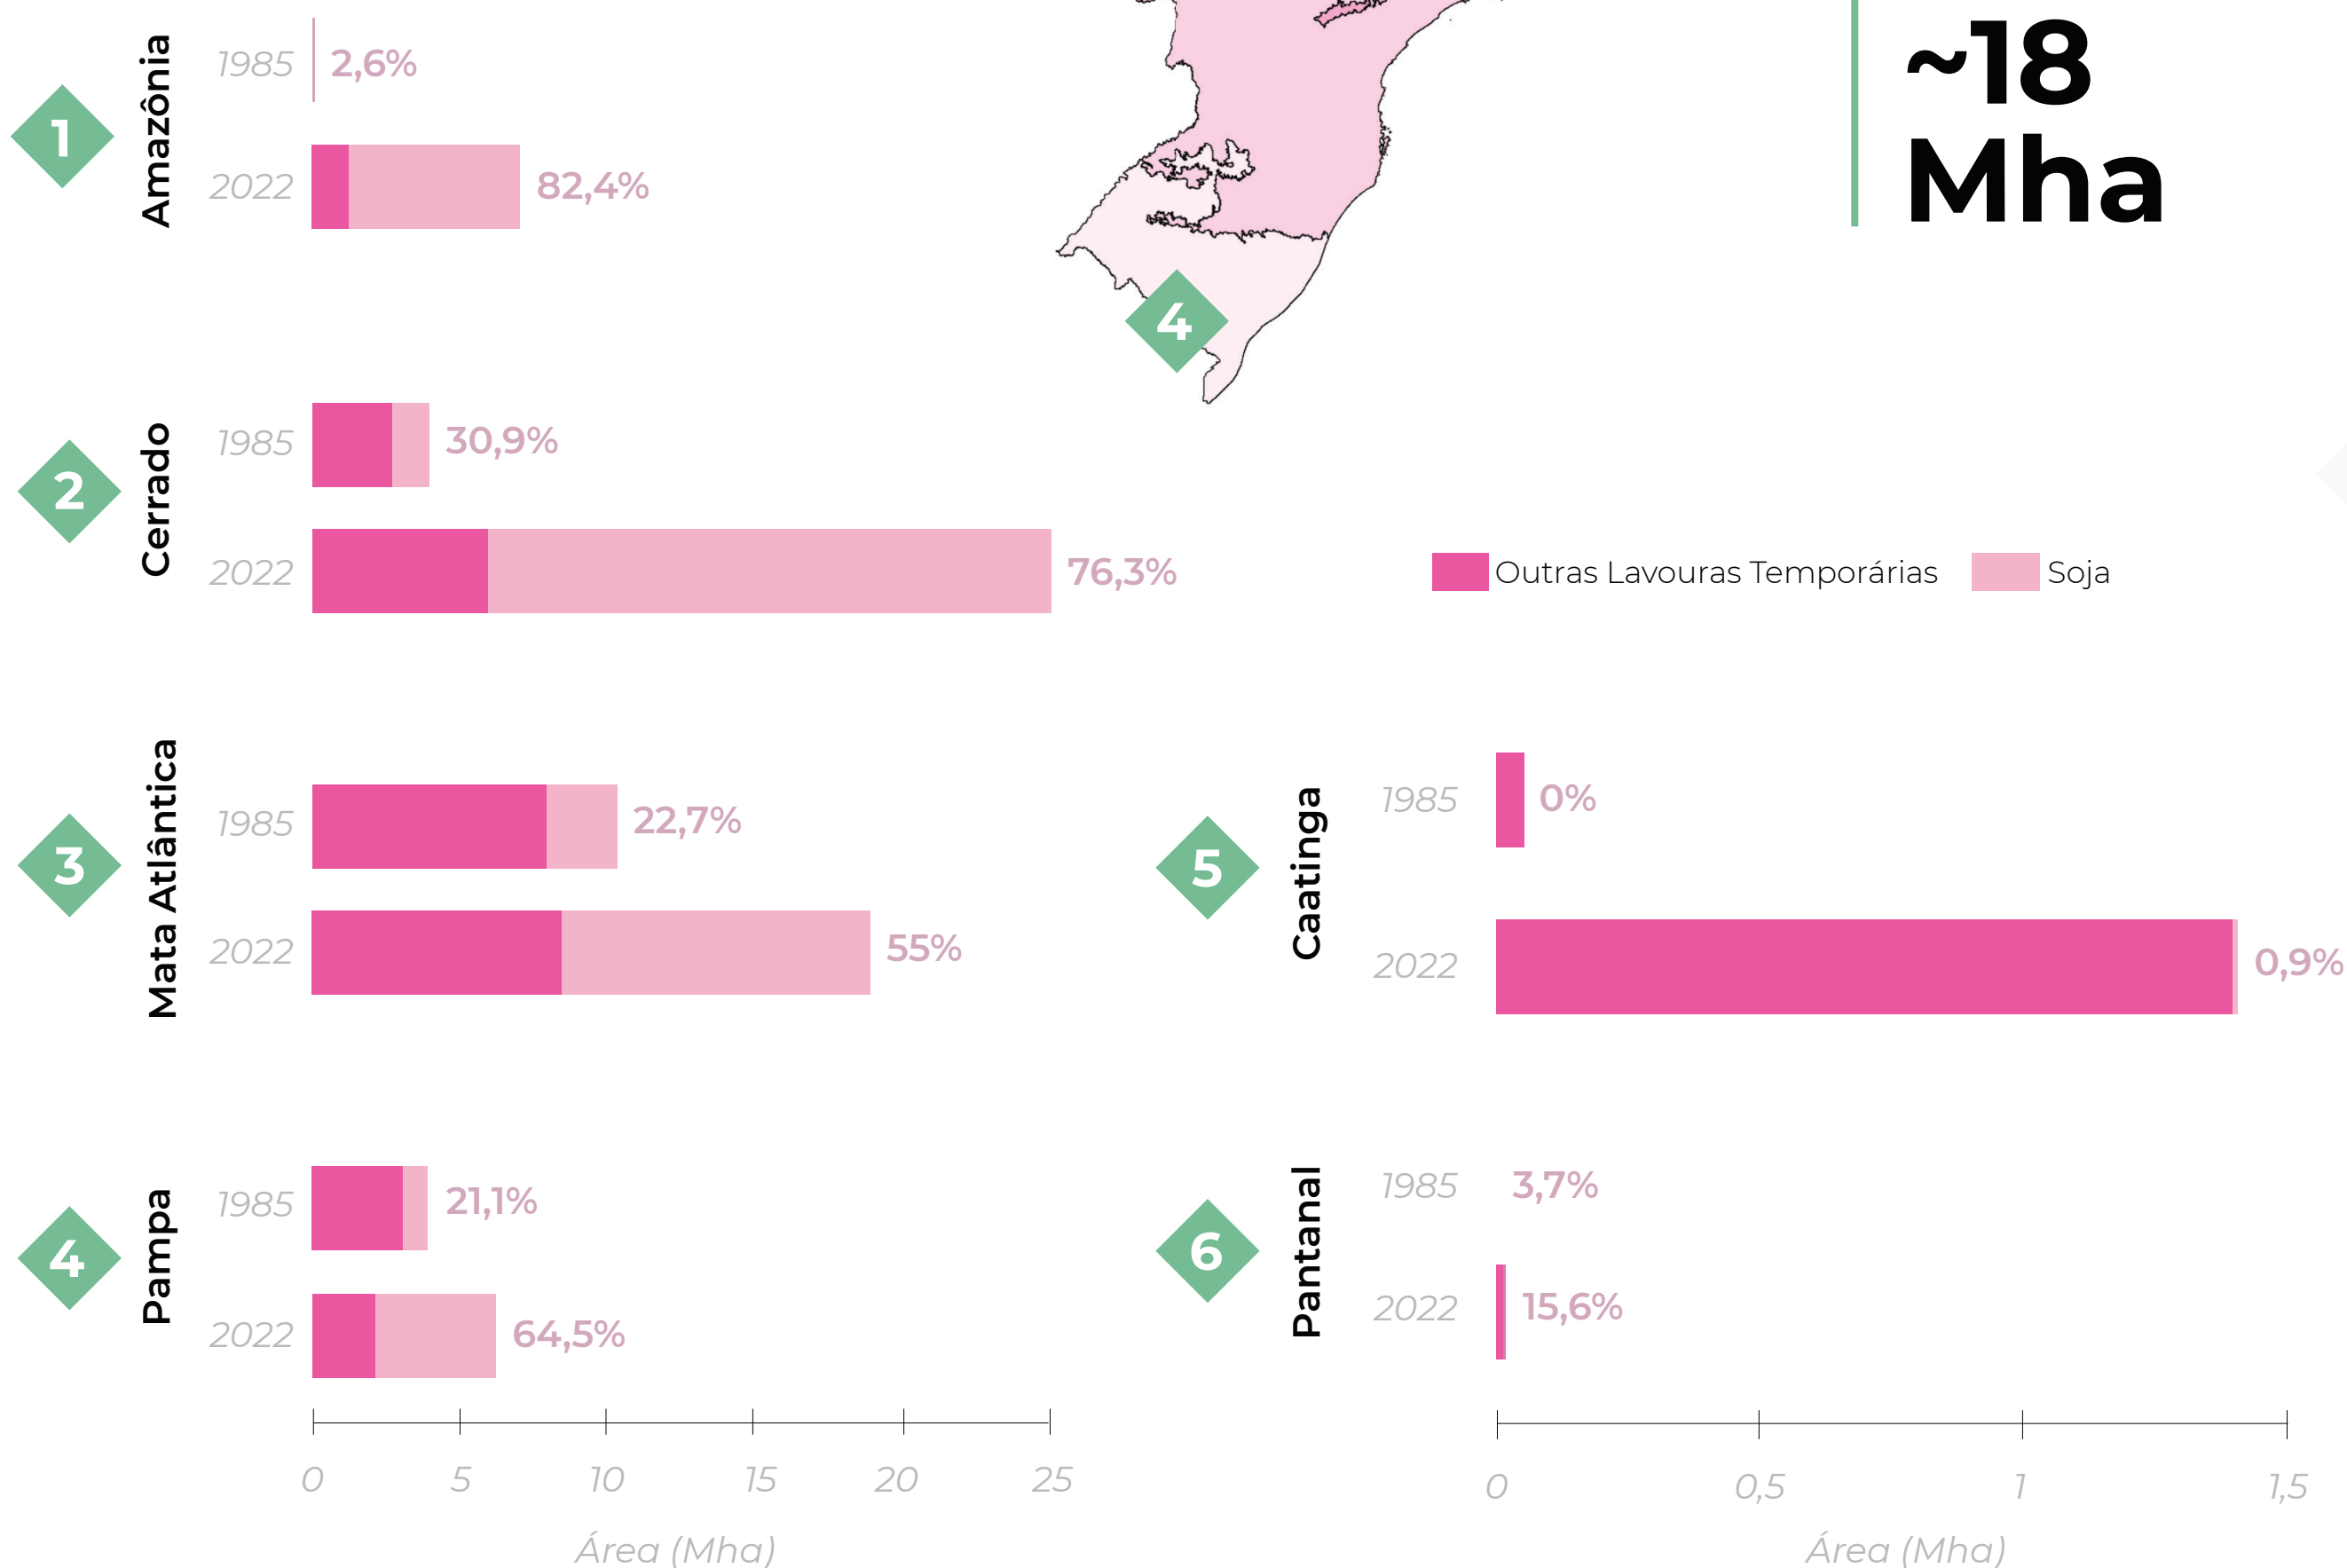 ~18
Mha
1
Amazônia
1985
2,6%
2022
82,4%
4
2
Cerrado
1985
30,9%
2022
76,3%
Outras Lavouras Temporárias
Soja
3
Mata Atlântica
1985
22,7%
2022
55%
4
Pampa
1985
21,1%
2022
64,5%
0 5 10 15 20 25
Área (Mha)
5
Caatinga
1985
0%
2022
0,9%
6
Pantanal
1985
3,7%
2022
15,6%
0 0,5 1 1,5
Área (Mha)